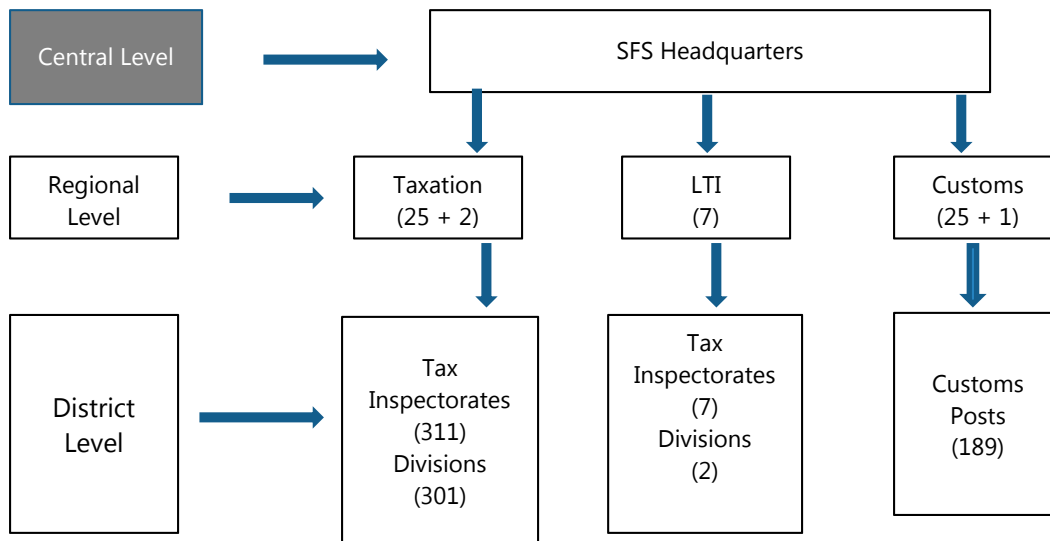 Central Level
SFS Headquarters
Regional
Level
Taxation
(25 + 2)
LTI
(7)
Customs
(25 + 1)
District
Level
Tax
Inspectorates
(311)
Divisions
(301)
Tax
Inspectorates
(7)
Divisions
(2)
Customs
Posts
(189)